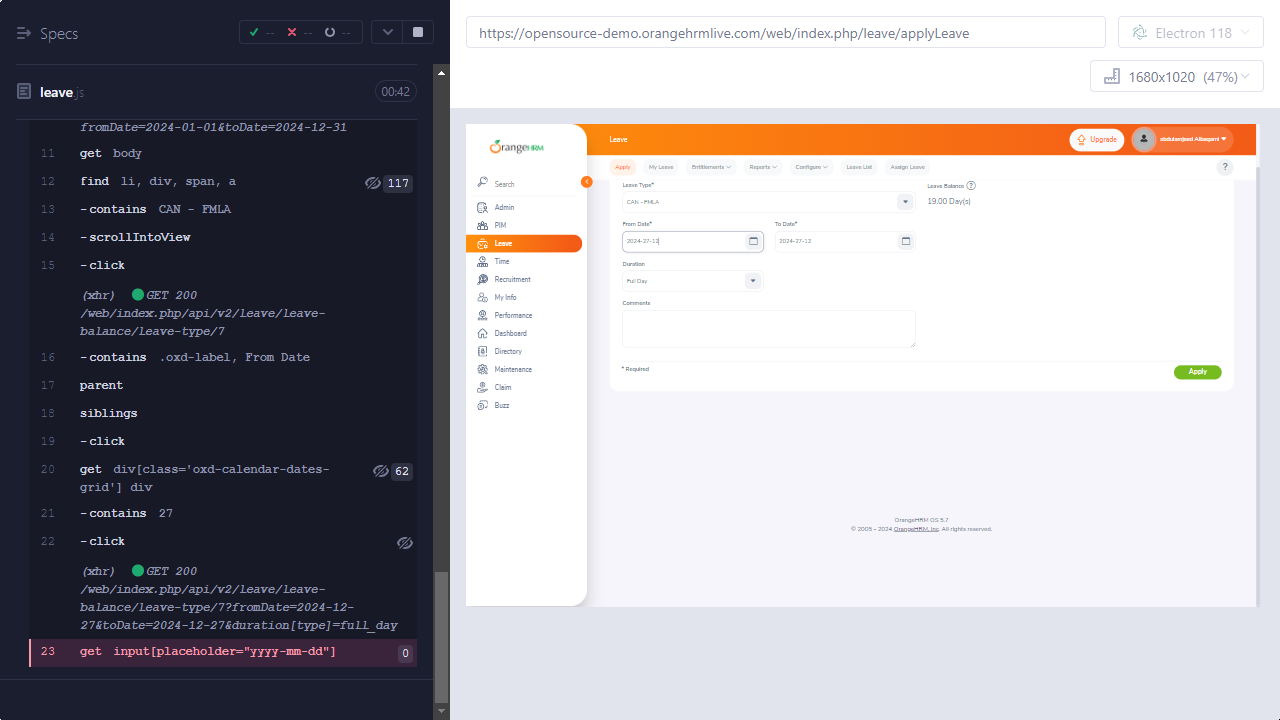 Specs
--
--
--
https://opensource-demo.orangehrmlive.com/web/index.php/leave/applyLeave
Electron 118
1680x1020 (47%)
leave.js
00:42
fromDate=2024-01-01&toDate=2024-12-31
11 get body
12 find li, div, span, a 117
13 -contains CAN - FMLA
14 -scrollIntoView
15 -click
(xhr) GET 200
/web/index.php/api/v2/leave/leave-
balance/leave-type/7
16 -contains .oxd-label, From Date
17 parent
18 siblings
19 -click
20 get div[class='oxd-calendar-dates-
grid'] div 62
21 -contains 27
22 -click
(xhr) GET 200
/web/index.php/api/v2/leave/leave-
balance/leave-type/7?fromDate=2024-12-
27&toDate=2024-12-27&duration[type]=full_day
23 get input[placeholder="yyyy-mm-dd"] 0
OrangeHRM
Search
Admin
PIM
Leave
Time
Recruitment
My Info
Performance
Dashboard
Directory
Maintenance
Claim
Buzz
Leave
Upgrade
Apply
My Leave
Entitlements
Reports
Configure
Leave List
Assign Leave
?
Leave Type*
CAN - FMLA
Leave Balance ?
19.00 Day(s)
From Date*
2024-27-12
To Date*
2024-27-12
Duration
Full Day
Comments
* Required
Apply
OrangeHRM OS 5.7
© 2005 - 2024 OrangeHRM, Inc. All rights reserved.